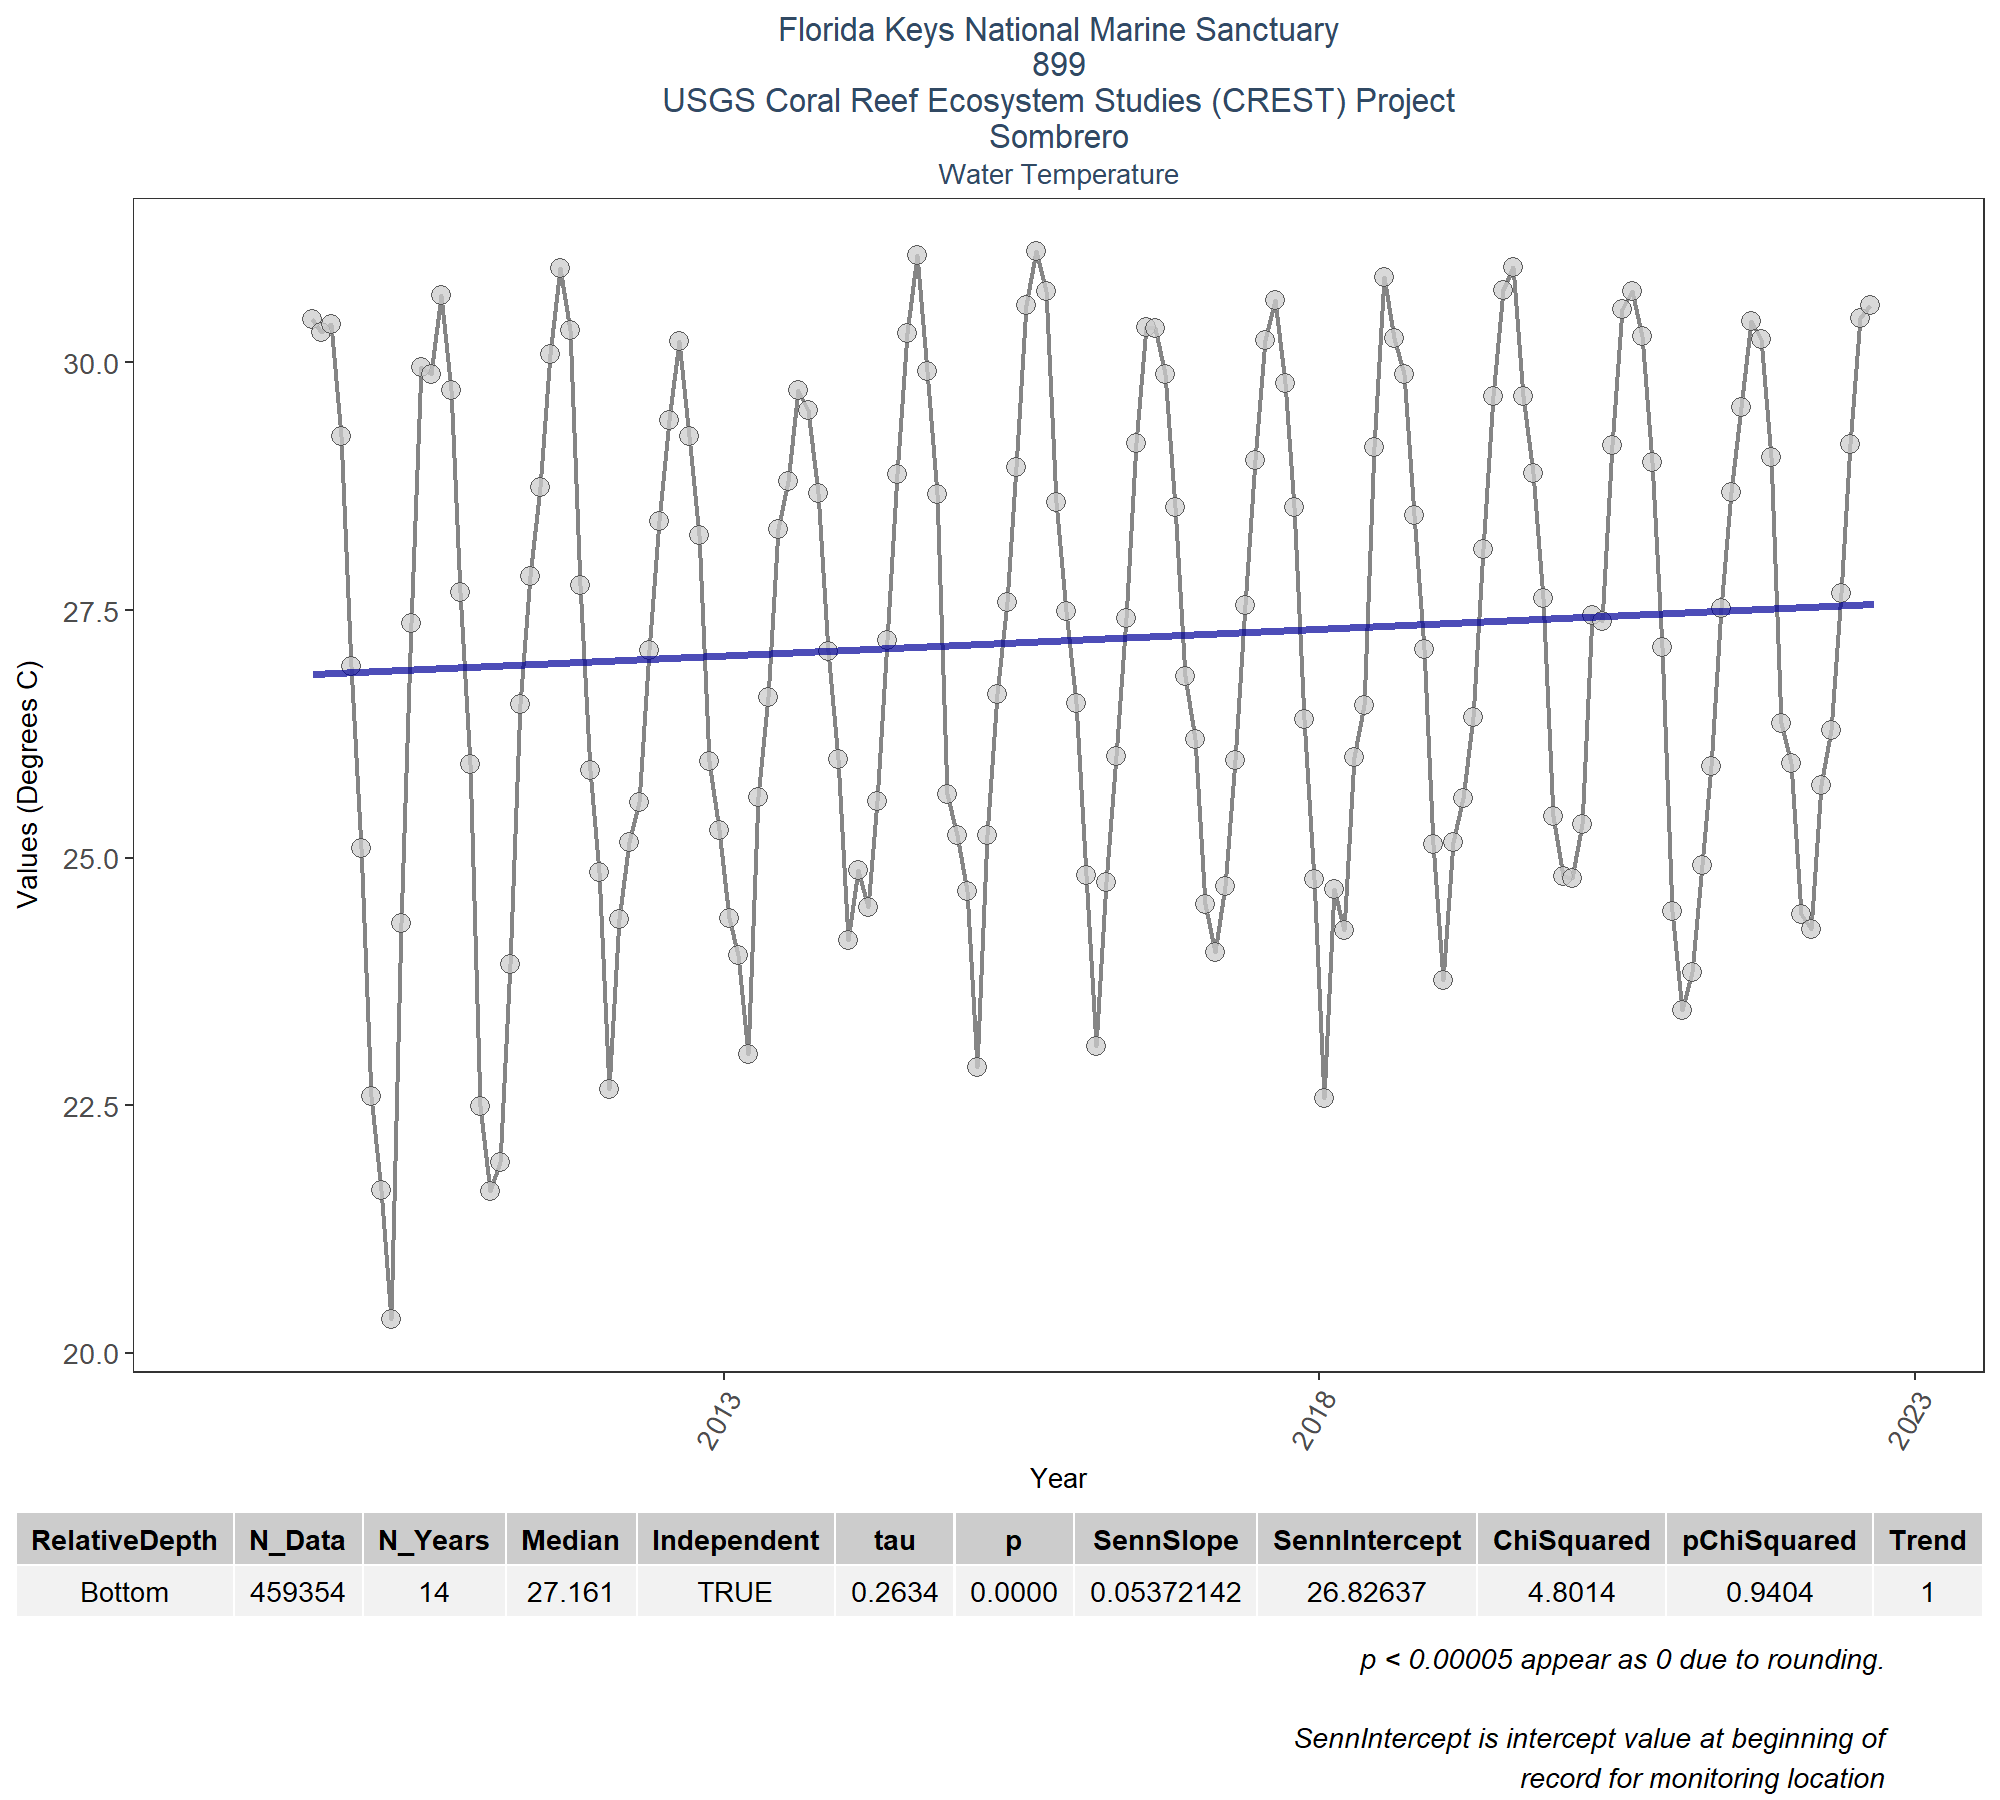 Florida Keys National Marine Sanctuary
899
USGS Coral Reef Ecosystem Studies (CREST) Project
Sombrero
Water Temperature
Values (Degrees C)
30.0
27.5
25.0
22.5
20.0
2013 2018 2023
Year
RelativeDepth N_Data N_Years Median Independent tau p SennSlope SennIntercept ChiSquared pChiSquared Trend
Bottom 459354 14 27.161 TRUE 0.2634 0.0000 0.05372142 26.82637 4.8014 0.9404 1
p < 0.00005 appear as 0 due to rounding.
SennIntercept is intercept value at beginning of
record for monitoring location